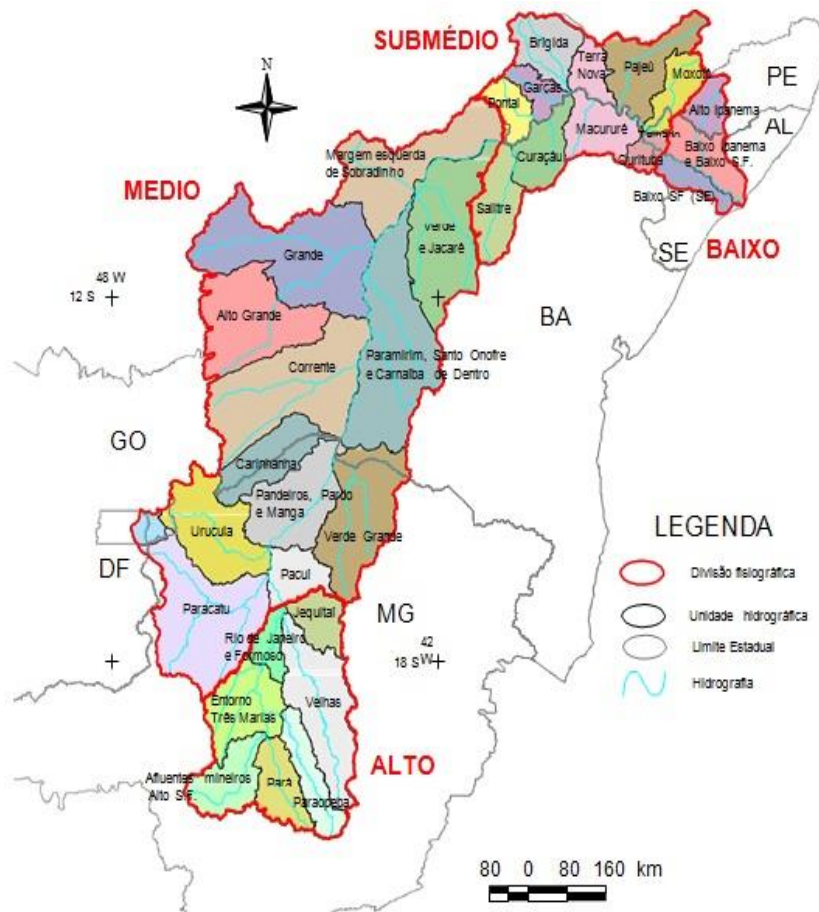 SUBMÉDIO
Brígida
Terra
Nova
Pajeú
Moxotó
PE
N
Garças
Pontal
Alto Ipanema
AL
Macururê
Curituba
Baixo Ipanema
e Baixo S.F.
Margem esquerda
de Sobradinho
Curaçáu
MEDIO
Baixo SF (SE)
Salitre
Verde
e Jacaré
SE
BAIXO
Grande
48 W
12 S
Alto Grande
BA
Paramirim, Santo Onofre
e Carnaíba de Dentro
Corrente
GO
Carinhanha
Pandeiros, Pardo
e Manga
Urucuia
Verde Grande
LEGENDA
DF
Pacuí
Divisão fisiográfica
Paracatu
Jequitaí
MG
Unidade hidrográfica
Rio de Janeiro
e Formoso
42
W
18 S
Limite Estadual
Hidrografia
Velhas
Entorno
Três Marias
ALTO
Afluentes mineiros
Alto S.F.
Pará
Paraopeba
80 0 80 160 km